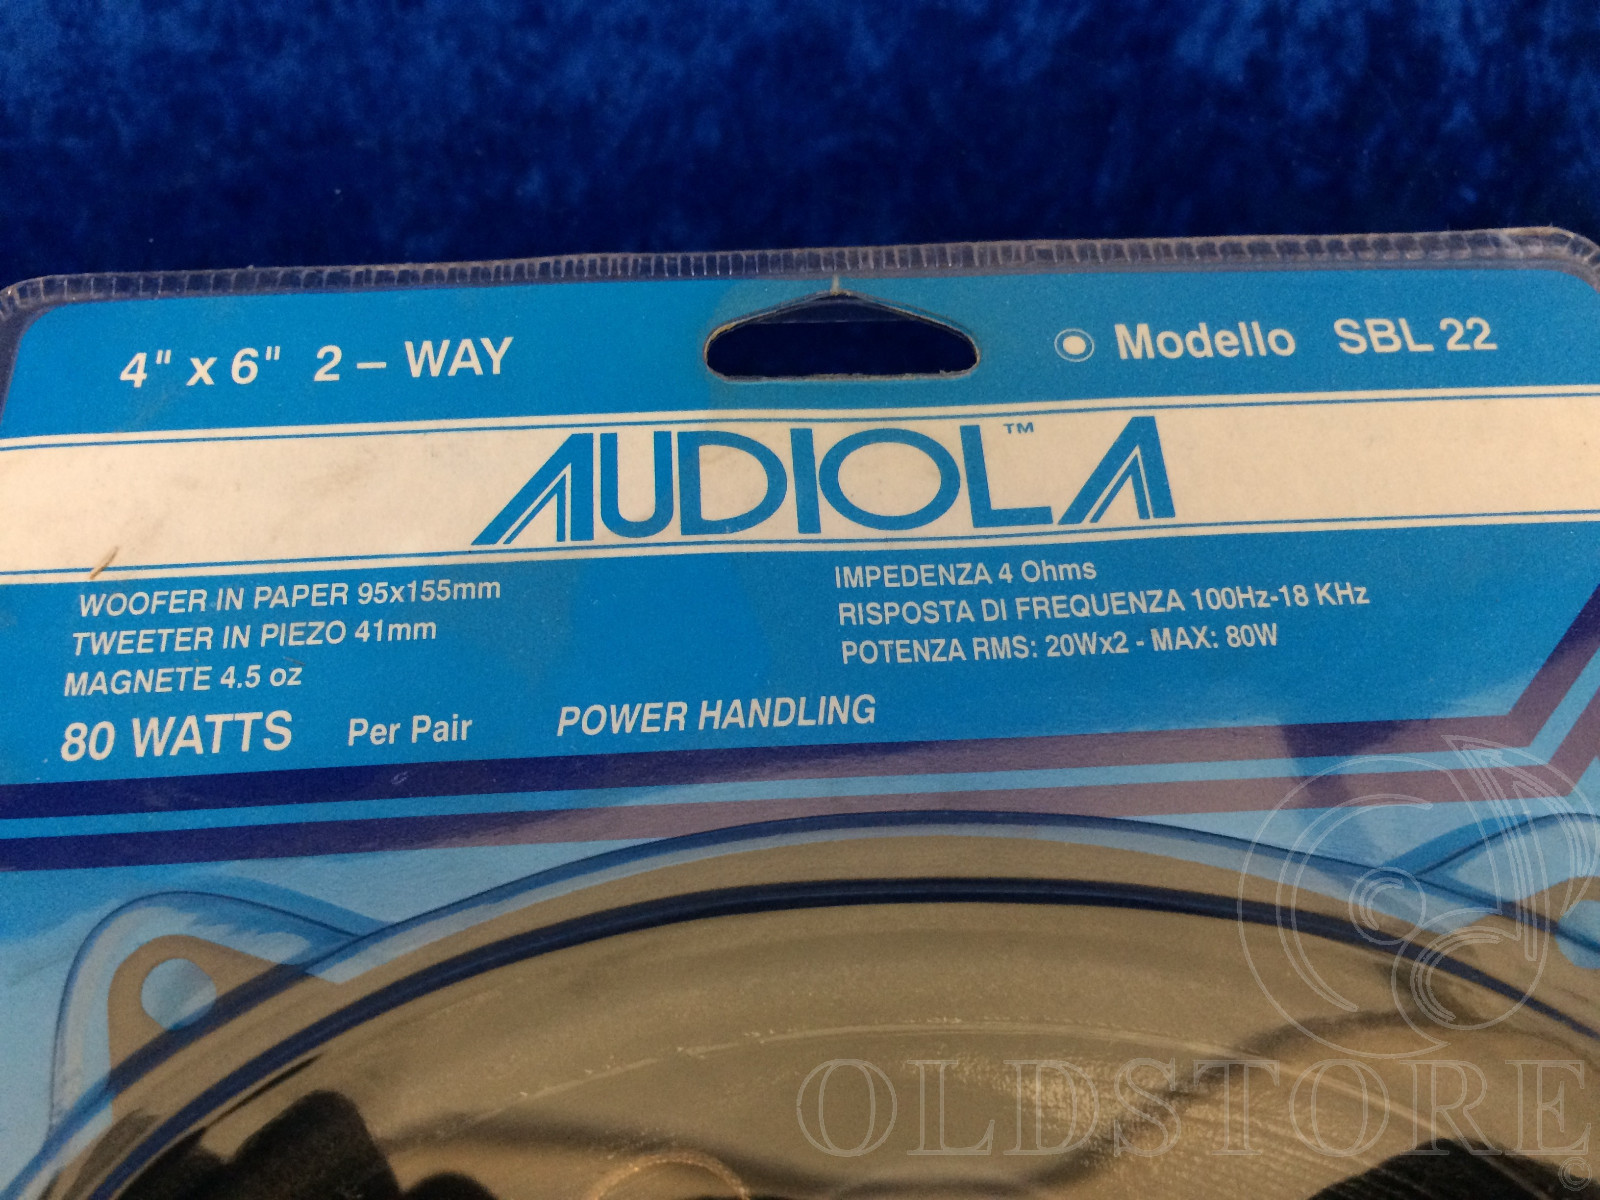 4" x 6" 2 – WAY
Modello SBL 22
AUDIOLA™
WOOFER IN PAPER 95x155mm
TWEETER IN PIEZO 41mm
MAGNETE 4.5 oz
80 WATTS Per Pair POWER HANDLING
IMPEDENZA 4 Ohms
RISPOSTA DI FREQUENZA 100Hz-18 KHz
POTENZA RMS: 20Wx2 - MAX: 80W
OLDSTORE
©